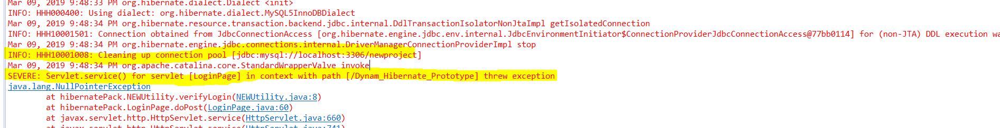 Mar 09, 2019 9:48:33 PM org.hibernate.dialect.Dialect <init>
INFO: HHH000400: Using dialect: org.hibernate.dialect.MySQL5InnoDBDialect
Mar 09, 2019 9:48:34 PM org.hibernate.resource.transaction.backend.jdbc.internal.DdlTransactionIsolatorNonJtaImpl getIsolatedConnection
INFO: HHH10001501: Connection obtained from JdbcConnectionAccess [org.hibernate.engine.jdbc.env.internal.JdbcEnvironmentInitiator$ConnectionProviderJdbcConnectionAccess@77bb0114] for (non-JTA) DDL execution wa
Mar 09, 2019 9:48:34 PM org.hibernate.engine.jdbc.connections.internal.DriverManagerConnectionProviderImpl stop
INFO: HHH10001008: Cleaning up connection pool [jdbc:mysql://localhost:3306/newproject]
Mar 09, 2019 9:48:34 PM org.apache.catalina.core.StandardWrapperValve invoke
SEVERE: Servlet.service() for servlet [LoginPage] in context with path [/Dynam_Hibernate_Prototype] threw exception
java.lang.NullPointerException
at hibernatePack.NEWUtility.verifyLogin(NEWUtility.java:8)
at hibernatePack.LoginPage.doPost(LoginPage.java:60)
at javax.servlet.http.HttpServlet.service(HttpServlet.java:660)
at javax.servlet.http.HttpServlet.service(HttpServlet.java:741)